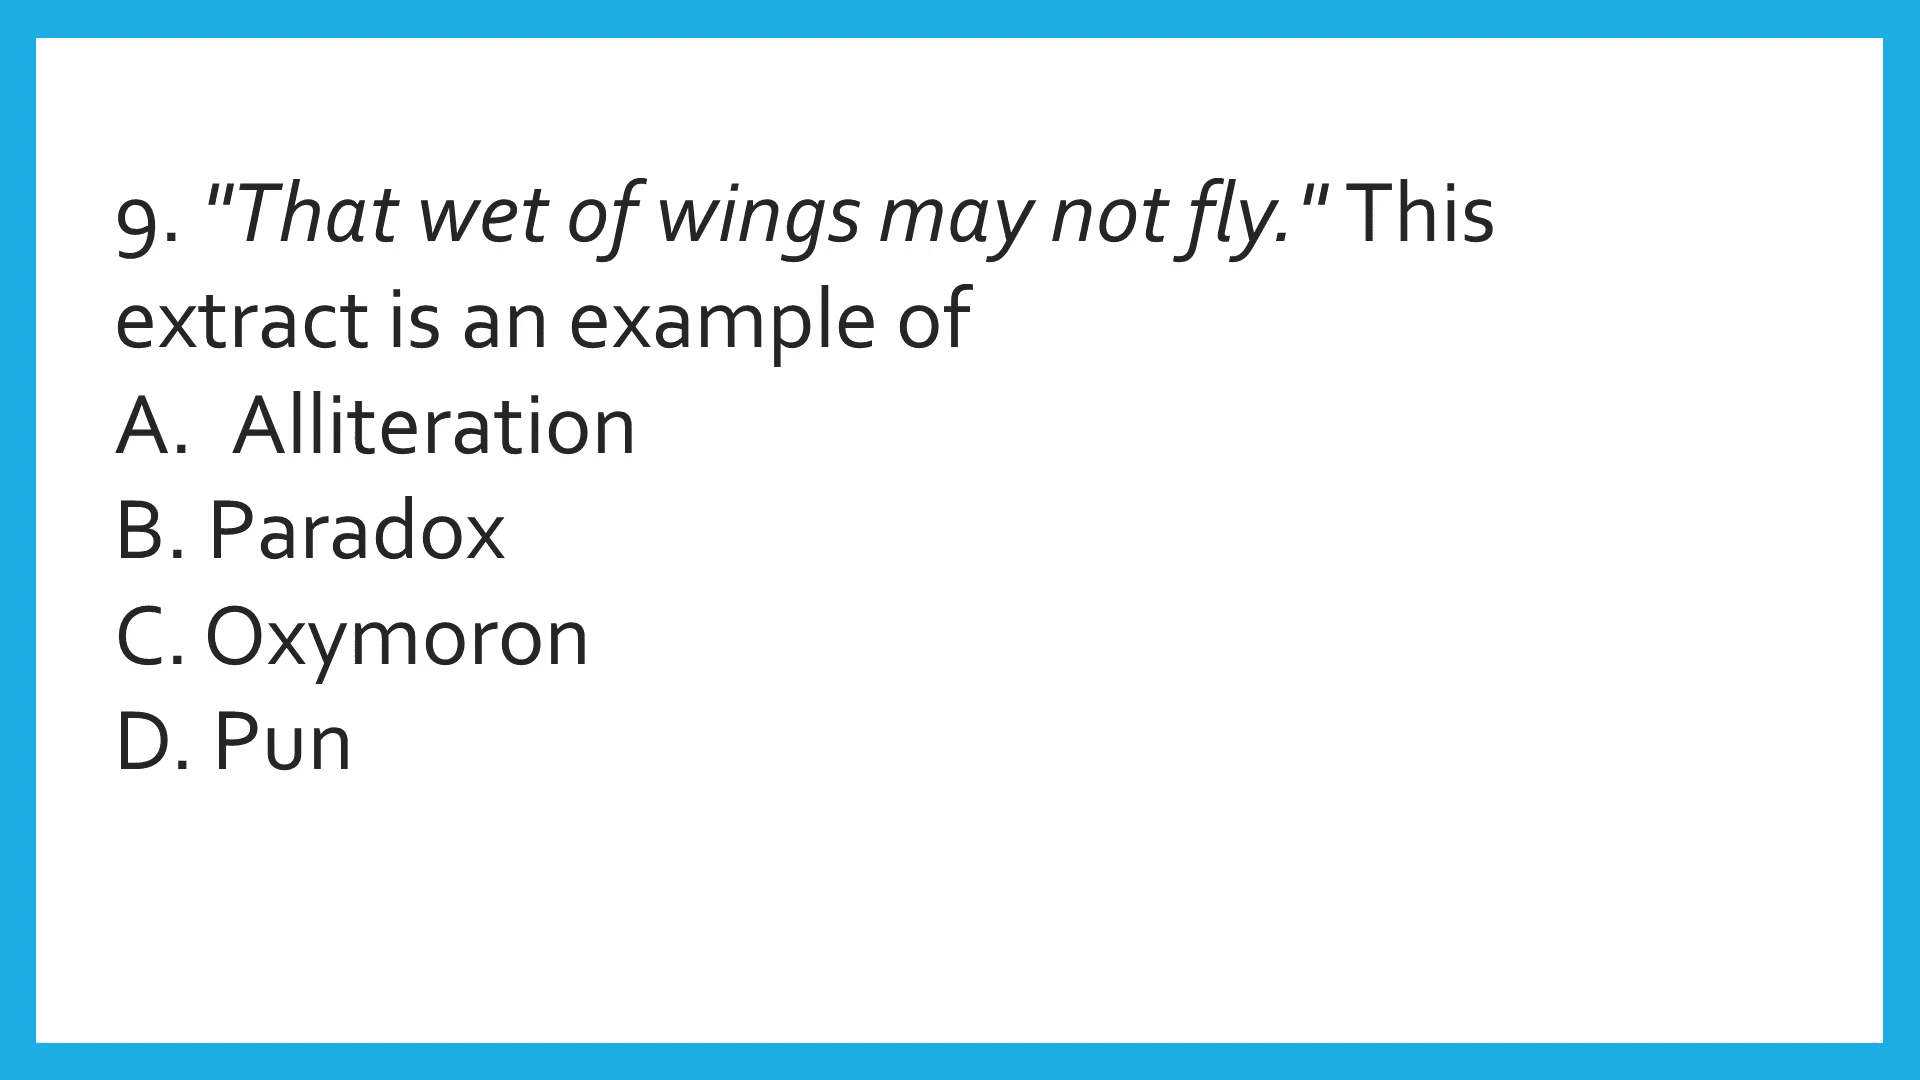 9. "That wet of wings may not fly." This
extract is an example of
A. Alliteration
B. Paradox
C. Oxymoron
D. Pun